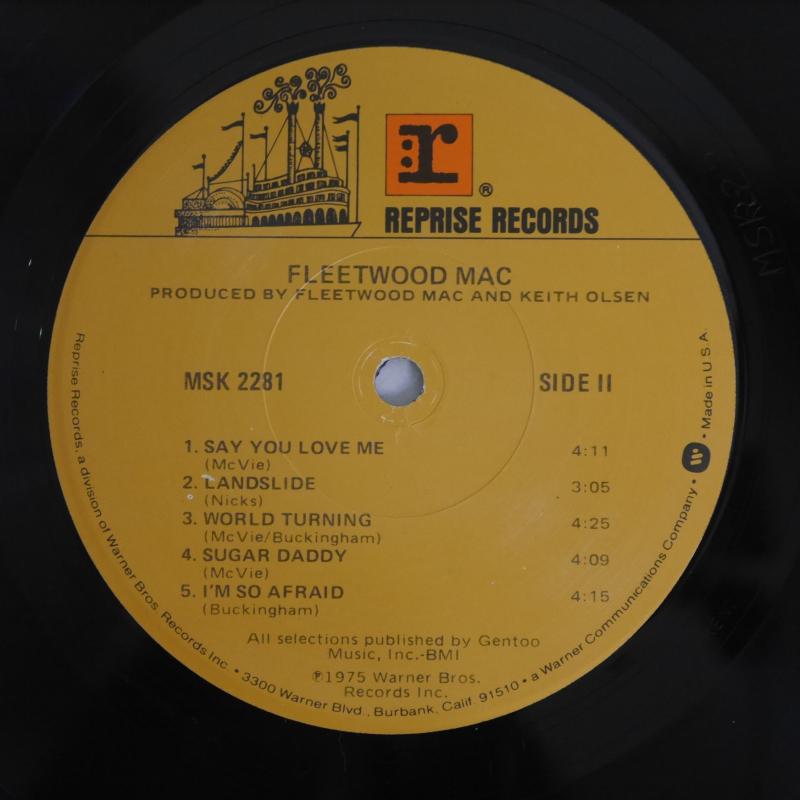 r
®
REPRISE RECORDS
FLEETWOOD MAC
PRODUCED BY FLEETWOOD MAC AND KEITH OLSEN
MSK 2281
SIDE II
1. SAY YOU LOVE ME 4:11
(McVie)
2. LANDSLIDE 3:05
(Nicks)
3. WORLD TURNING 4:25
(McVie/Buckingham)
4. SUGAR DADDY 4:09
(McVie)
5. I'M SO AFRAID 4:15
(Buckingham)
All selections published by Gentoo
Music, Inc.-BMI
℗1975 Warner Bros.
Records Inc.
Reprise Records, a division of Warner Bros. Records Inc. • 3300 Warner Blvd., Burbank, Calif. 91510 • a Warner Communications Company • W • Made in U.S.A.